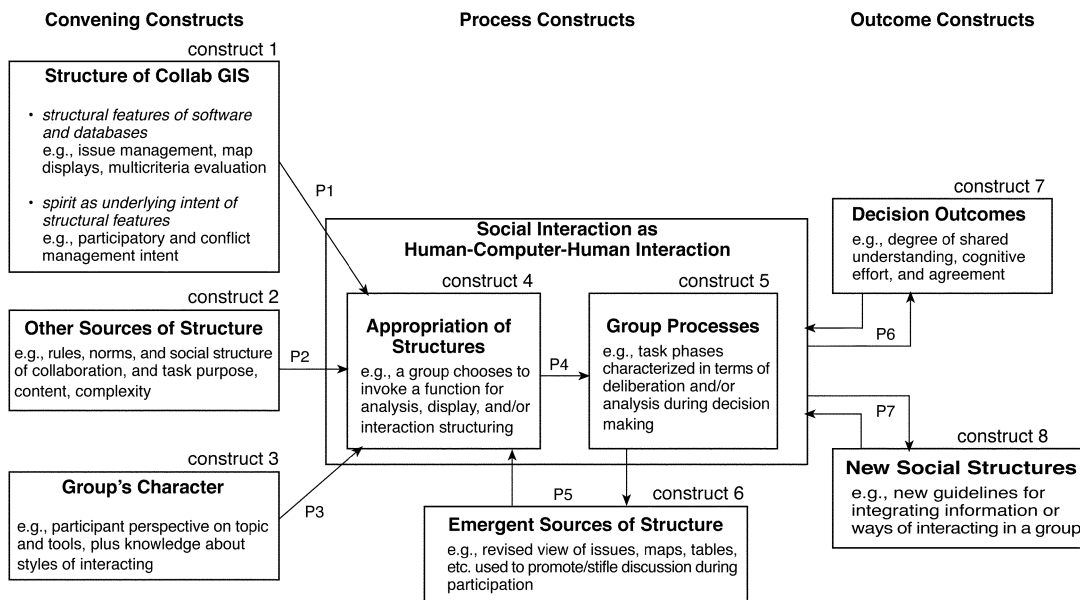 Convening Constructs
Process Constructs
Outcome Constructs
construct 1
Structure of Collab GIS
• structural features of software
and databases
e.g., issue management, map
displays, multicriteria evaluation
• spirit as underlying intent of
structural features
e.g., participatory and conflict
management intent
P1
construct 2
Other Sources of Structure
e.g., rules, norms, and social structure
of collaboration, and task purpose,
content, complexity
P2
construct 3
Group's Character
e.g., participant perspective on topic
and tools, plus knowledge about
styles of interacting
P3
Social Interaction as
Human-Computer-Human Interaction
construct 4
Appropriation of
Structures
e.g., a group chooses to
invoke a function for
analysis, display, and/or
interaction structuring
P4
construct 5
Group Processes
e.g., task phases
characterized in terms of
deliberation and/or
analysis during decision
making
P5
construct 6
Emergent Sources of Structure
e.g., revised view of issues, maps, tables,
etc. used to promote/stifle discussion during
participation
construct 7
Decision Outcomes
e.g., degree of shared
understanding, cognitive
effort, and agreement
P6
P7
construct 8
New Social Structures
e.g., new guidelines for
integrating information or
ways of interacting in a group